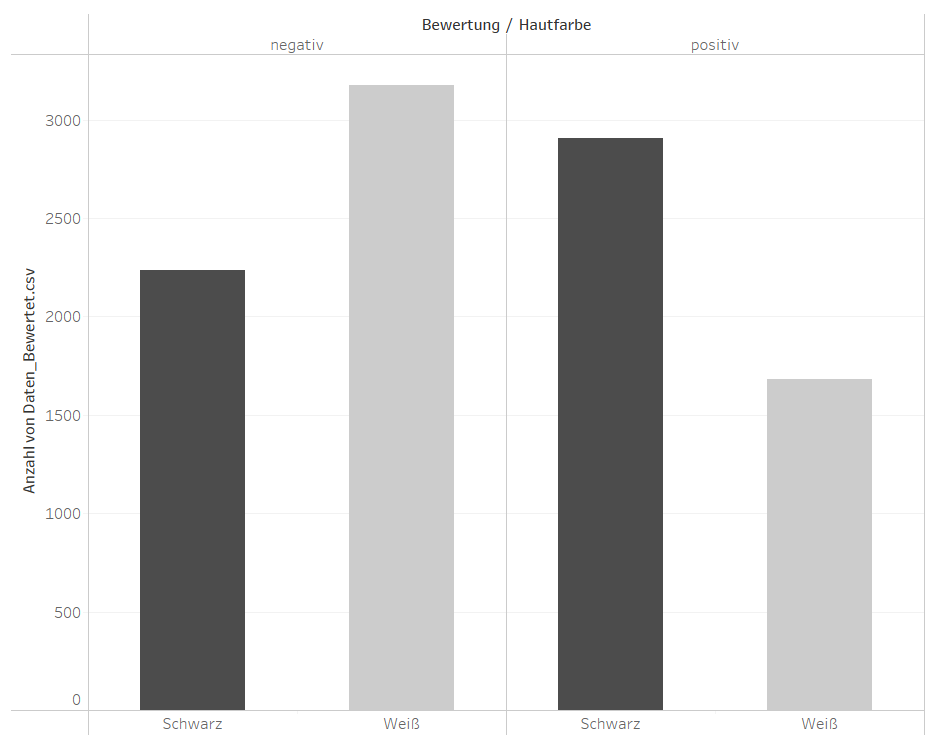 Bewertung / Hautfarbe
negativ
positiv
Anzahl von Daten_Bewertet.csv
3000
2500
2000
1500
1000
500
0
Schwarz
Weiß
Schwarz
Weiß